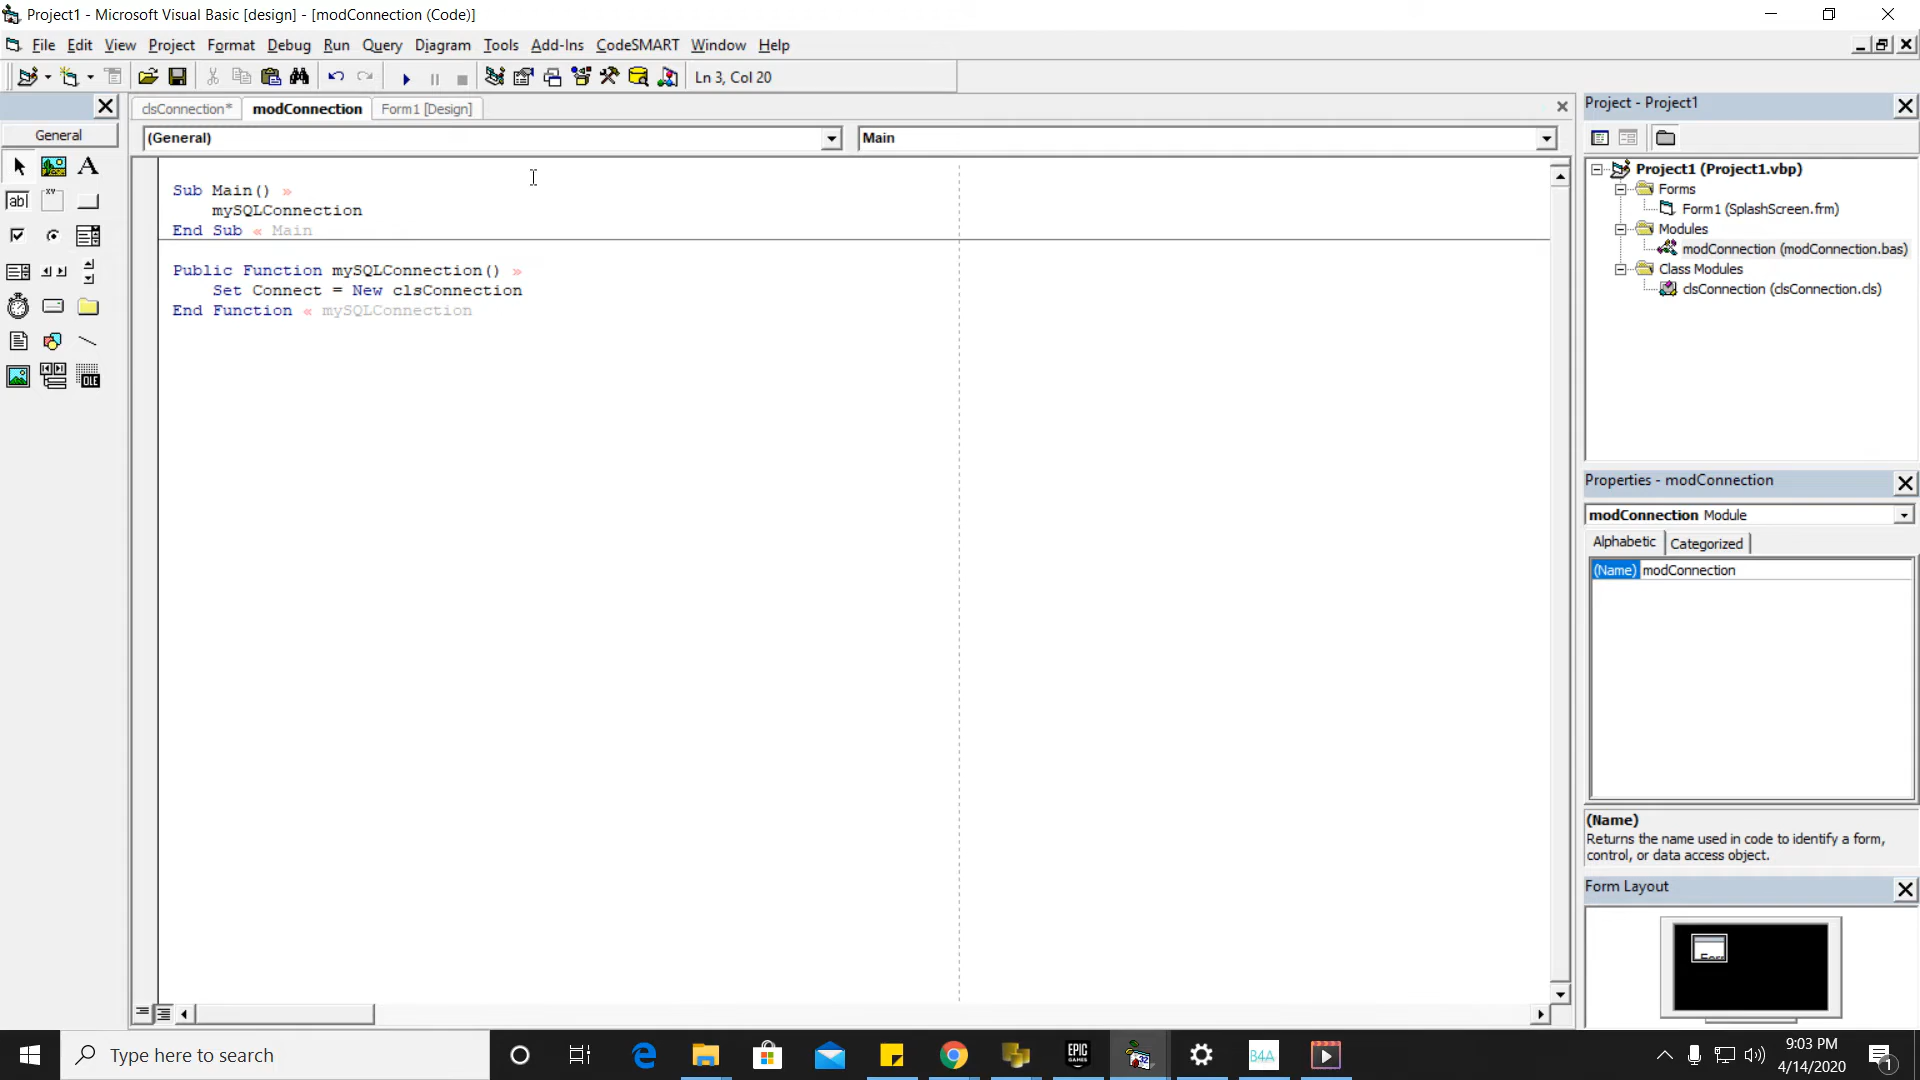 Project1 - Microsoft Visual Basic [design] - [modConnection (Code)]
File Edit View Project Format Debug Run Query Diagram Tools Add-Ins CodeSMART Window Help
Ln 3, Col 20
clsConnection* modConnection Form1 [Design]
General
(General) Main
Sub Main() »
mySQLConnection
End Sub « Main
Public Function mySQLConnection() »
Set Connect = New clsConnection
End Function « mySQLConnection
Project - Project1
Project1 (Project1.vbp)
Forms
Form1 (SplashScreen.frm)
Modules
modConnection (modConnection.bas)
Class Modules
clsConnection (clsConnection.cls)
Properties - modConnection
modConnection Module
Alphabetic Categorized
(Name) modConnection
(Name)
Returns the name used in code to identify a form,
control, or data access object.
Form Layout
Type here to search
EPIC
GAMES
B4A
9:03 PM
4/14/2020
1